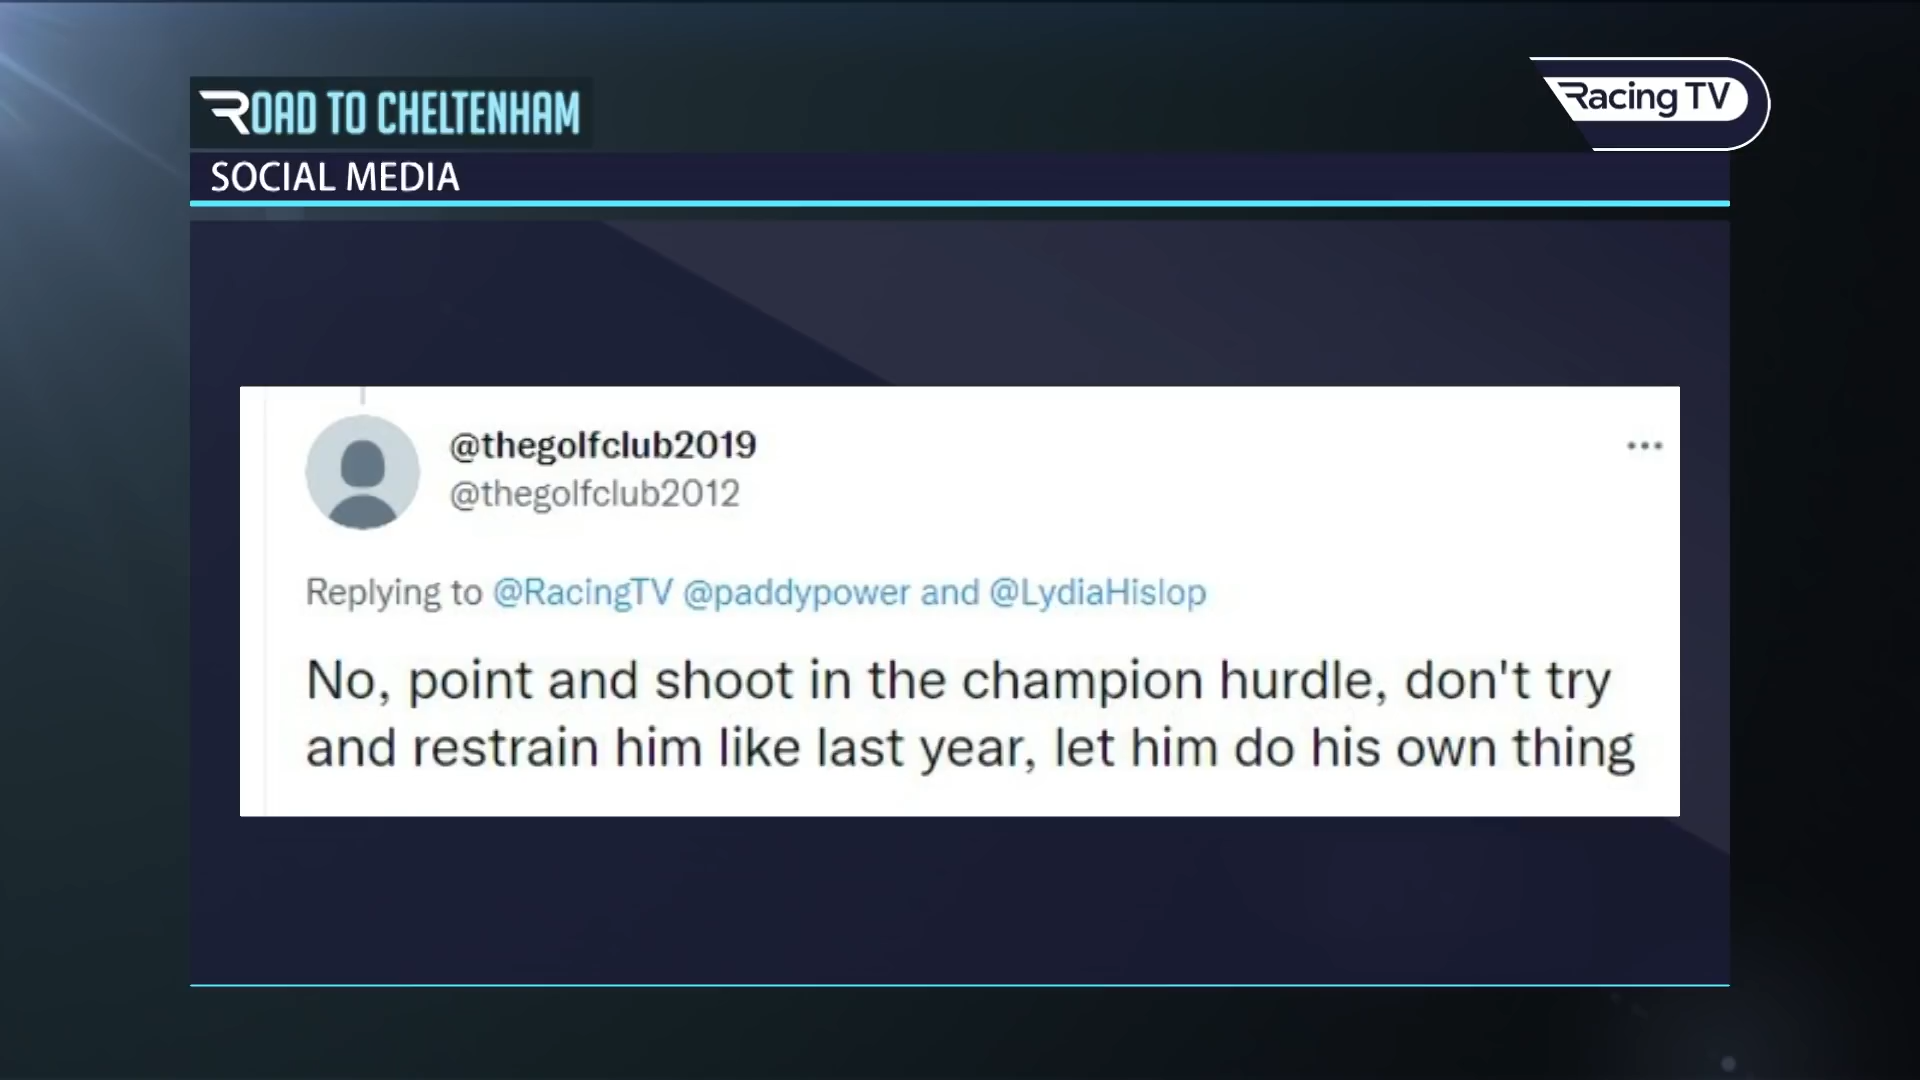 ROAD TO CHELTENHAM
Racing TV
SOCIAL MEDIA
@thegolfclub2019
@thegolfclub2012
Replying to @RacingTV @paddypower and @LydiaHislop
No, point and shoot in the champion hurdle, don't try
and restrain him like last year, let him do his own thing